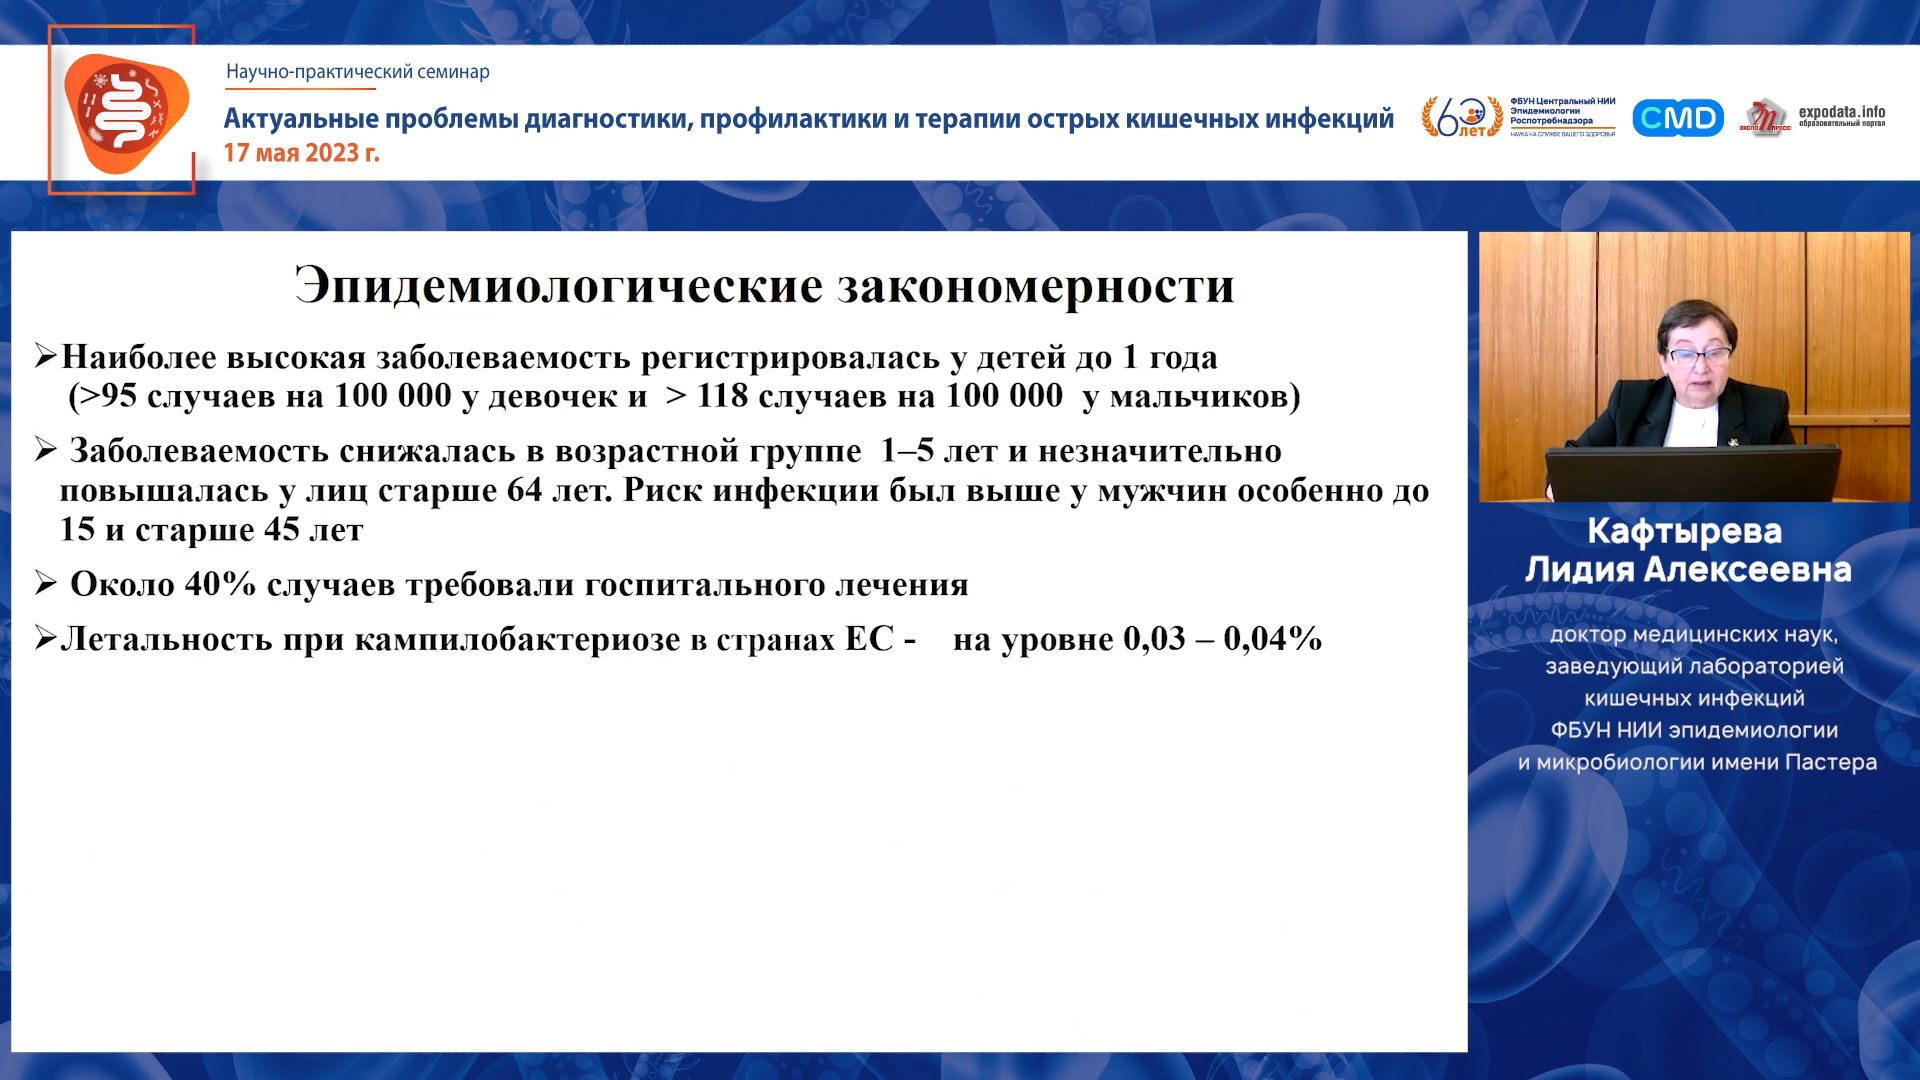 Научно-практический семинар
Актуальные проблемы диагностики, профилактики и терапии острых кишечных инфекций
17 мая 2023 г.
60 лет
ФБУН Центральный НИИ
Эпидемиологии
Роспотребнадзора
НАУКА НА СЛУЖБЕ ВАШЕГО ЗДОРОВЬЯ
CMD
ЭКСПО ПРЕСС
expodata.info
образовательный портал
Эпидемиологические закономерности
➢Наиболее высокая заболеваемость регистрировалась у детей до 1 года
(>95 случаев на 100 000 у девочек и > 118 случаев на 100 000 у мальчиков)
➢ Заболеваемость снижалась в возрастной группе 1–5 лет и незначительно
повышалась у лиц старше 64 лет. Риск инфекции был выше у мужчин особенно до
15 и старше 45 лет
➢ Около 40% случаев требовали госпитального лечения
➢Летальность при кампилобактериозе в странах ЕС - на уровне 0,03 – 0,04%
Кафтырева
Лидия Алексеевна
доктор медицинских наук,
заведующий лабораторией
кишечных инфекций
ФБУН НИИ эпидемиологии
и микробиологии имени Пастера